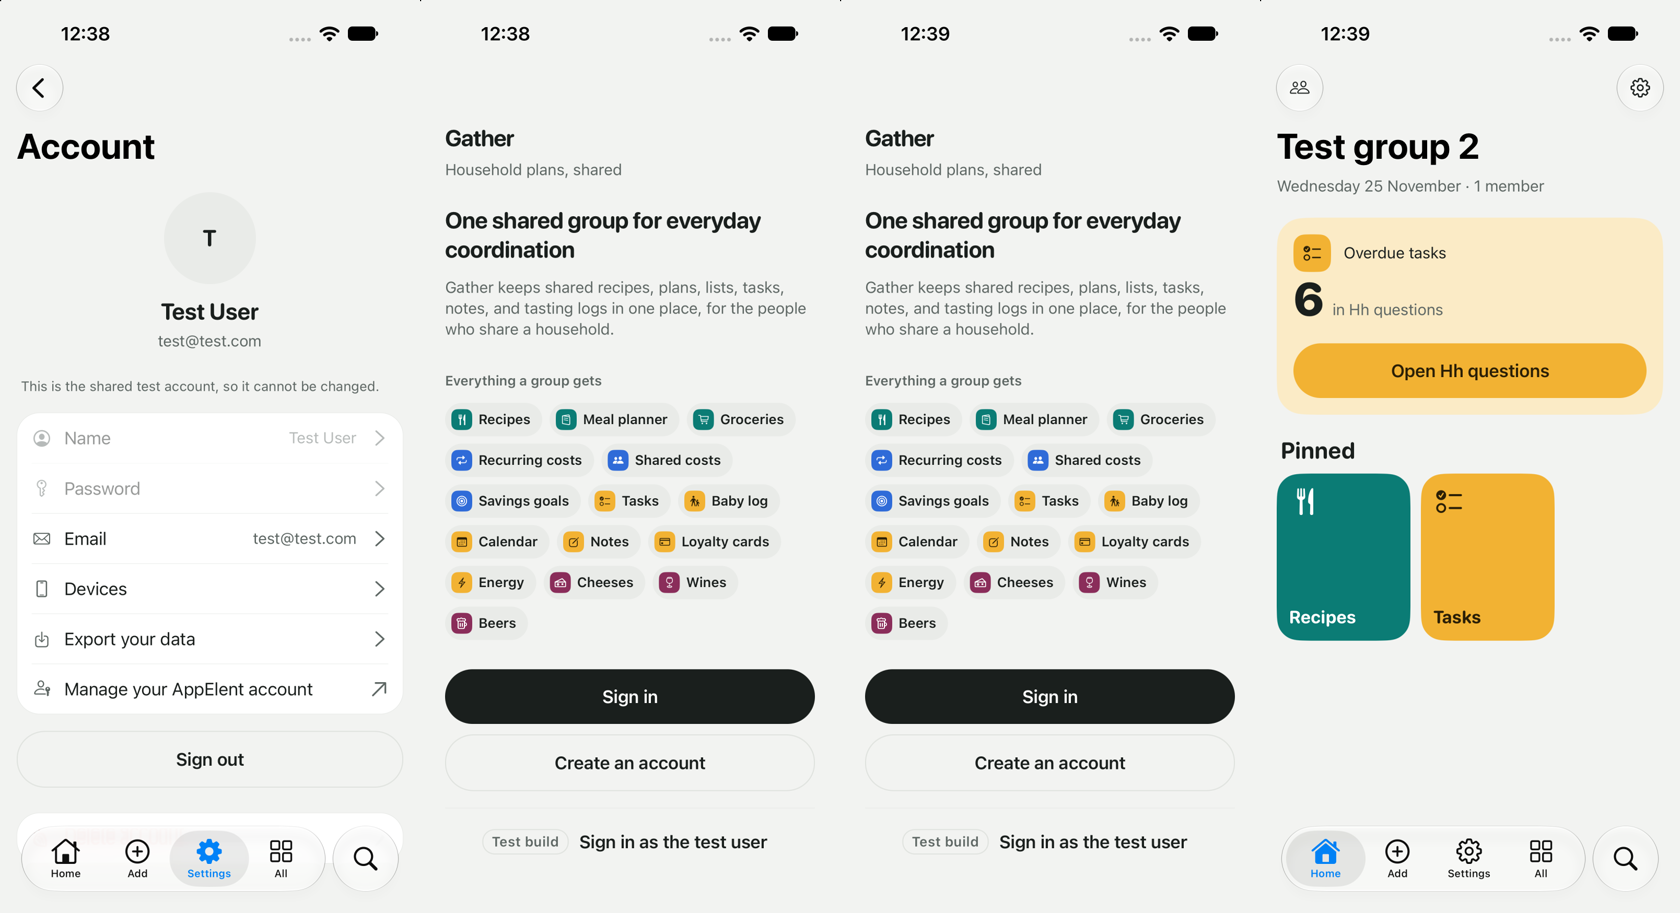 12:38
Account
T
Test User
test@test.com
This is the shared test account, so it cannot be changed.
Name Test User
Password
Email test@test.com
Devices
Export your data
Manage your AppElent account
Sign out
Home Add Settings All
12:38
Gather
Household plans, shared
One shared group for everyday
coordination
Gather keeps shared recipes, plans, lists, tasks,
notes, and tasting logs in one place, for the people
who share a household.
Everything a group gets
Recipes Meal planner Groceries
Recurring costs Shared costs
Savings goals Tasks Baby log
Calendar Notes Loyalty cards
Energy Cheeses Wines
Beers
Sign in
Create an account
Test build Sign in as the test user
12:39
Gather
Household plans, shared
One shared group for everyday
coordination
Gather keeps shared recipes, plans, lists, tasks,
notes, and tasting logs in one place, for the people
who share a household.
Everything a group gets
Recipes Meal planner Groceries
Recurring costs Shared costs
Savings goals Tasks Baby log
Calendar Notes Loyalty cards
Energy Cheeses Wines
Beers
Sign in
Create an account
Test build Sign in as the test user
12:39
Test group 2
Wednesday 25 November · 1 member
Overdue tasks
6 in Hh questions
Open Hh questions
Pinned
Recipes Tasks
Home Add Settings All